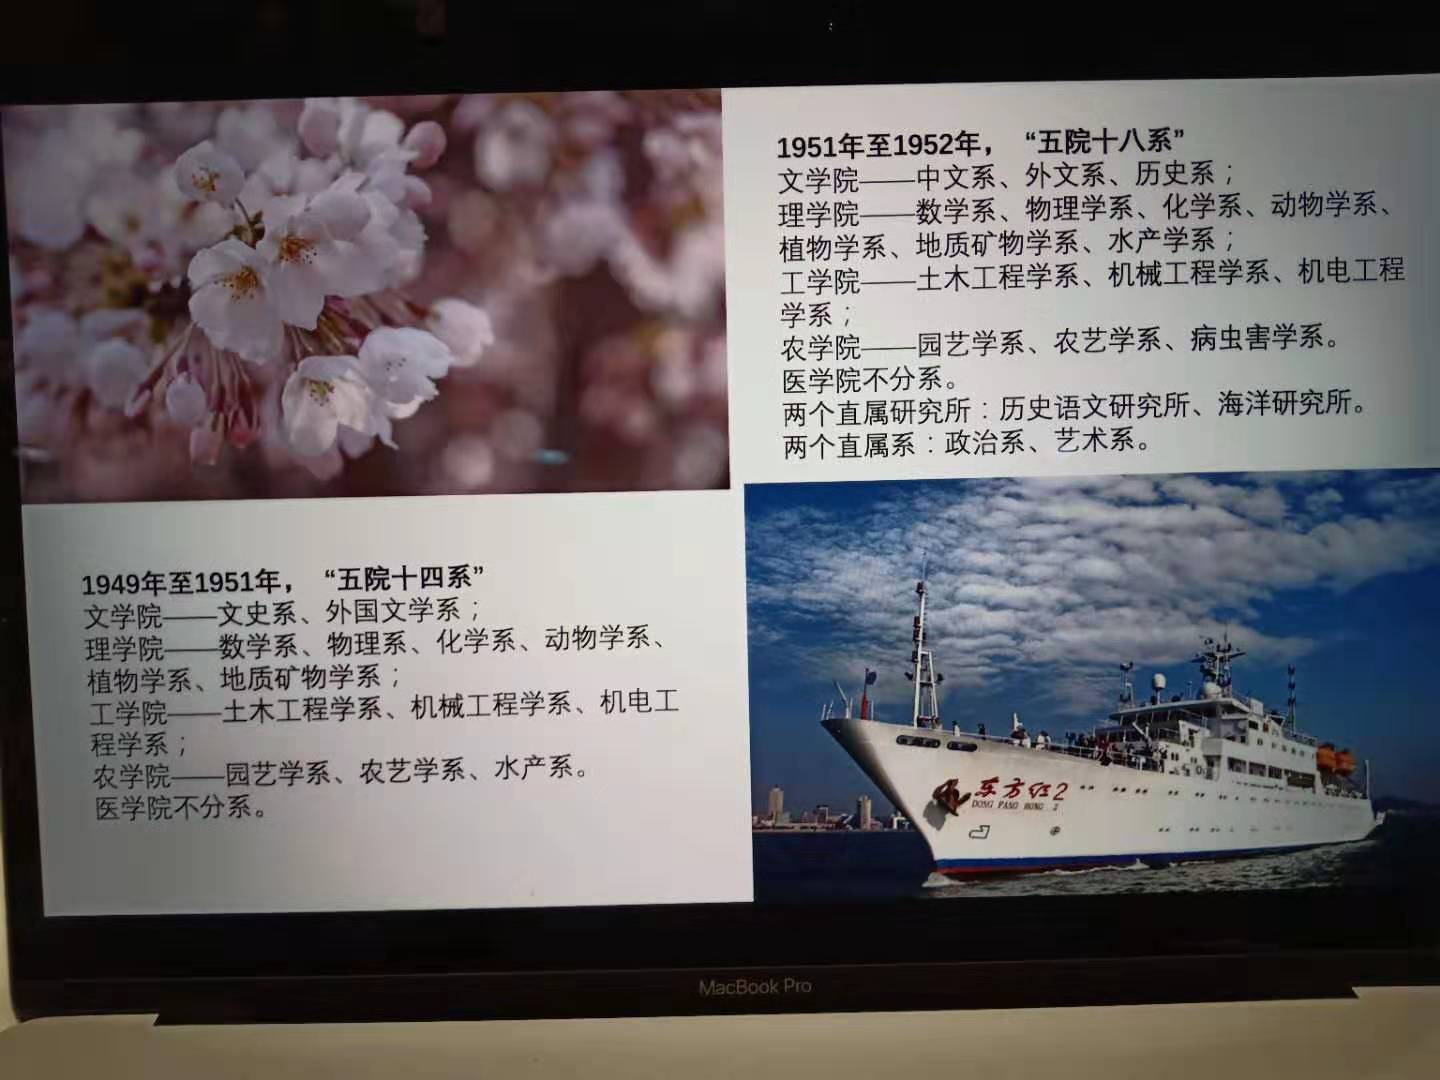 1951年至1952年，“五院十八系”
文学院——中文系、外文系、历史系；
理学院——数学系、物理学系、化学系、动物学系、
植物学系、地质矿物学系、水产学系；
工学院——土木工程学系、机械工程学系、机电工程
学系；
农学院——园艺学系、农艺学系、病虫害学系。
医学院不分系。
两个直属研究所：历史语文研究所、海洋研究所。
两个直属系：政治系、艺术系。
1949年至1951年，“五院十四系”
文学院——文史系、外国文学系；
理学院——数学系、物理系、化学系、动物学系、
植物学系、地质矿物学系；
工学院——土木工程学系、机械工程学系、机电工
程学系；
农学院——园艺学系、农艺学系、水产系。
医学院不分系。
东方红2
DONG FANG HONG 2
MacBook Pro